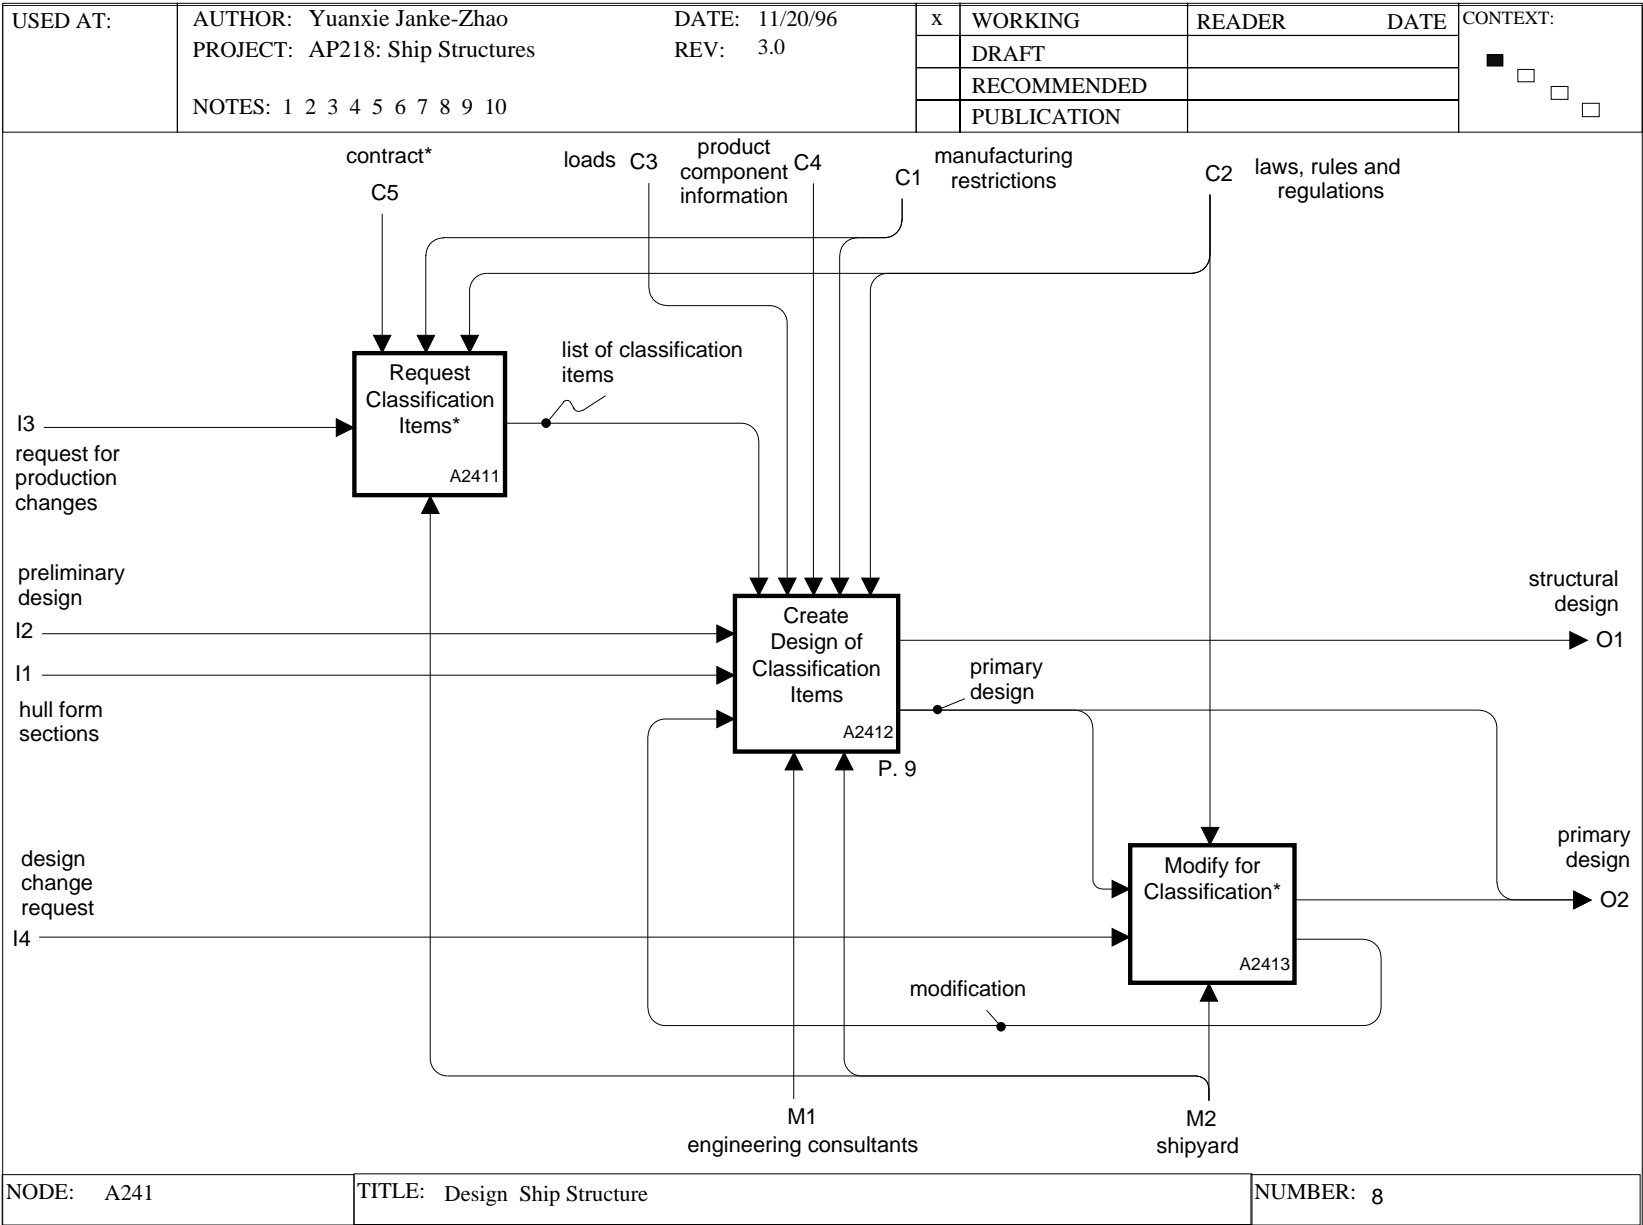 USED AT:
AUTHOR: Yuanxie Janke-Zhao
DATE: 11/20/96
PROJECT: AP218: Ship Structures
REV: 3.0
NOTES: 1 2 3 4 5 6 7 8 9 10
x WORKING
DRAFT
RECOMMENDED
PUBLICATION
READER DATE
CONTEXT:
contract*
C5
loads C3
product
component
information
C4
C1
manufacturing
restrictions
C2
laws, rules and
regulations
Request
Classification
Items*
A2411
list of classification
items
I3
request for
production
changes
preliminary
design
I2
I1
hull form
sections
Create
Design of
Classification
Items
A2412
P. 9
structural
design
O1
primary
design
primary
design
O2
design
change
request
I4
Modify for
Classification*
A2413
modification
M1
engineering consultants
M2
shipyard
NODE: A241
TITLE: Design Ship Structure
NUMBER: 8